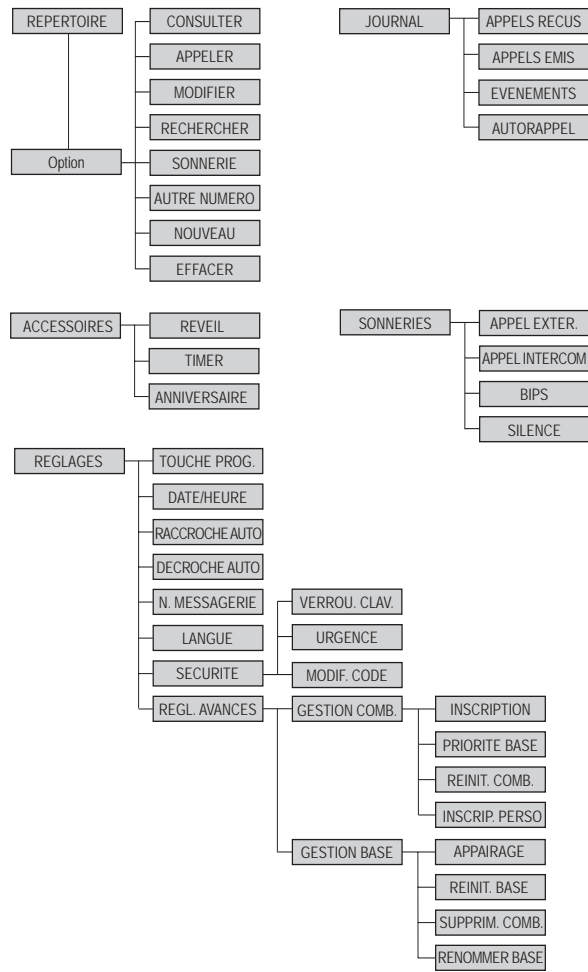 REPERTOIRE
CONSULTER
APPELER
MODIFIER
RECHERCHER
Option
SONNERIE
AUTRE NUMERO
NOUVEAU
EFFACER
JOURNAL
APPELS RECUS
APPELS EMIS
EVENEMENTS
AUTORAPPEL
ACCESSOIRES
REVEIL
TIMER
ANNIVERSAIRE
SONNERIES
APPEL EXTER.
APPEL INTERCOM
BIPS
SILENCE
REGLAGES
TOUCHE PROG.
DATE/HEURE
RACCROCHE AUTO
DECROCHE AUTO
N. MESSAGERIE
LANGUE
SECURITE
VERROU. CLAV.
URGENCE
MODIF. CODE
REGL. AVANCES
GESTION COMB.
INSCRIPTION
PRIORITE BASE
REINIT. COMB.
INSCRIP. PERSO
GESTION BASE
APPAIRAGE
REINIT. BASE
SUPPRIM. COMB.
RENOMMER BASE